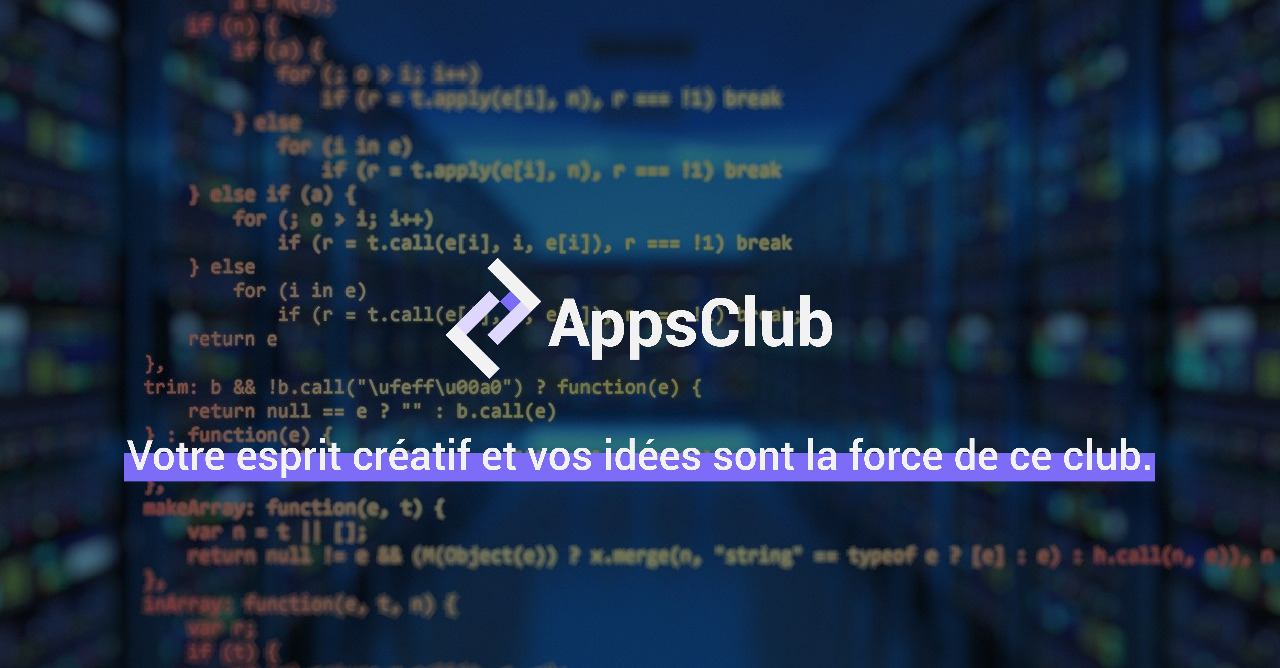 if (n) {
if (a) {
for (; o > i; i++)
if (r = t.apply(e[i], n), r === !1) break
} else
for (i in e)
if (r = t.apply(e[i], n), r === !1) break
} else if (a) {
for (; o > i; i++)
if (r = t.call(e[i], i, e[i]), r === !1) break
} else
for (i in e)
if (r = t.call(
AppsClub
return e
},
trim: b && !b.call("\ufeff\u00a0") ? function(e) {
return null == e ? "" : b.call(e)
} : function(e) {
Votre esprit créatif et vos idées sont la force de ce club.
},
makeArray: function(e, t) {
var n = t || [];
return null != e && (M(Object(e)) ? x.merge(n, "string" == typeof e ? [e] : e) : h.call(n, e)), n
},
inArray: function(e, t, n) {
var r;
if (t) {